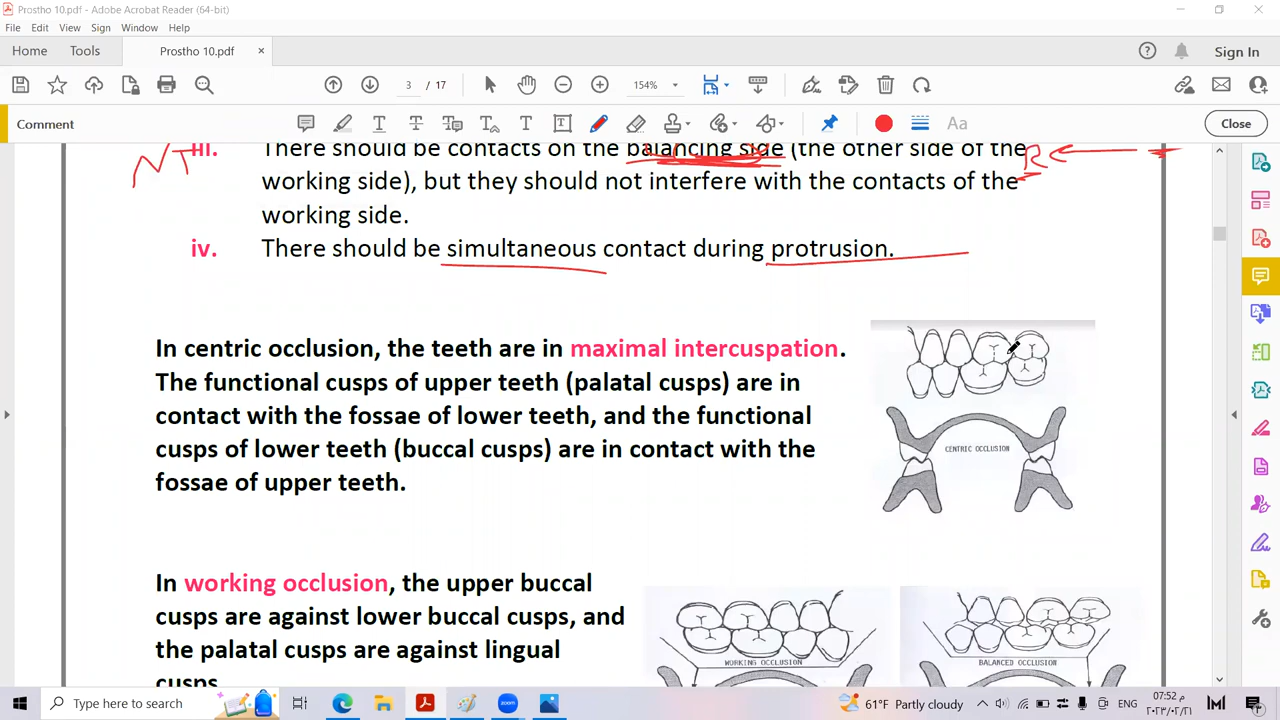 Prostho 10.pdf - Adobe Acrobat Reader (64-bit)
File Edit View Sign Window Help
Home Tools Prostho 10.pdf × Sign In
3 / 17 154%
Comment Close
NT
iii. There should be contacts on the balancing side (the other side of the R
working side), but they should not interfere with the contacts of the
working side.
iv. There should be simultaneous contact during protrusion.
In centric occlusion, the teeth are in maximal intercuspation.
The functional cusps of upper teeth (palatal cusps) are in
contact with the fossae of lower teeth, and the functional
cusps of lower teeth (buccal cusps) are in contact with the
fossae of upper teeth.
CENTRIC OCCLUSION
In working occlusion, the upper buccal
cusps are against lower buccal cusps, and
the palatal cusps are against lingual
cusps.
WORKING OCCLUSION
BALANCED OCCLUSION
Type here to search
zoom
61°F Partly cloudy
07:52 م
٢٠٢٣/٠٢/٢١